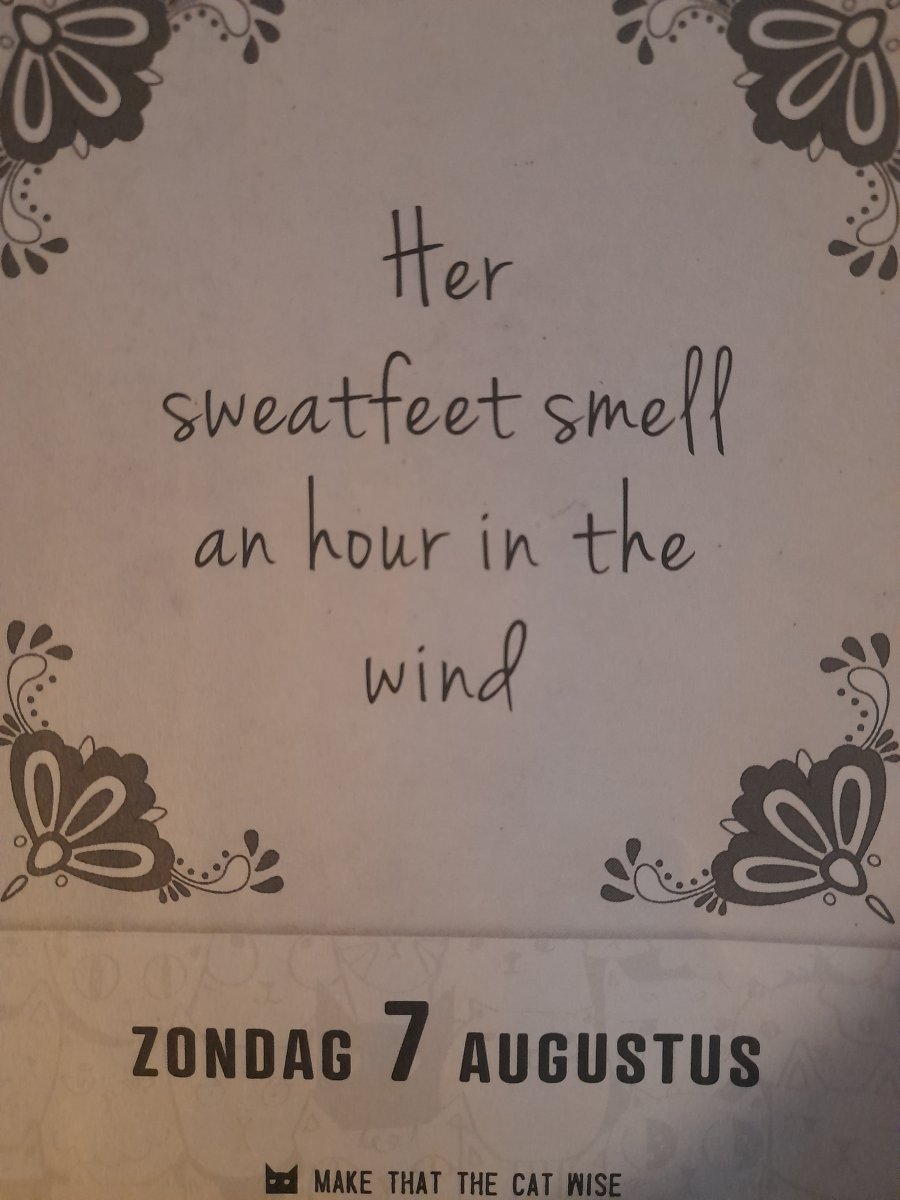 Her
sweatfeet smell
an hour in the
wind
ZONDAG 7 AUGUSTUS
MAKE THAT THE CAT WISE